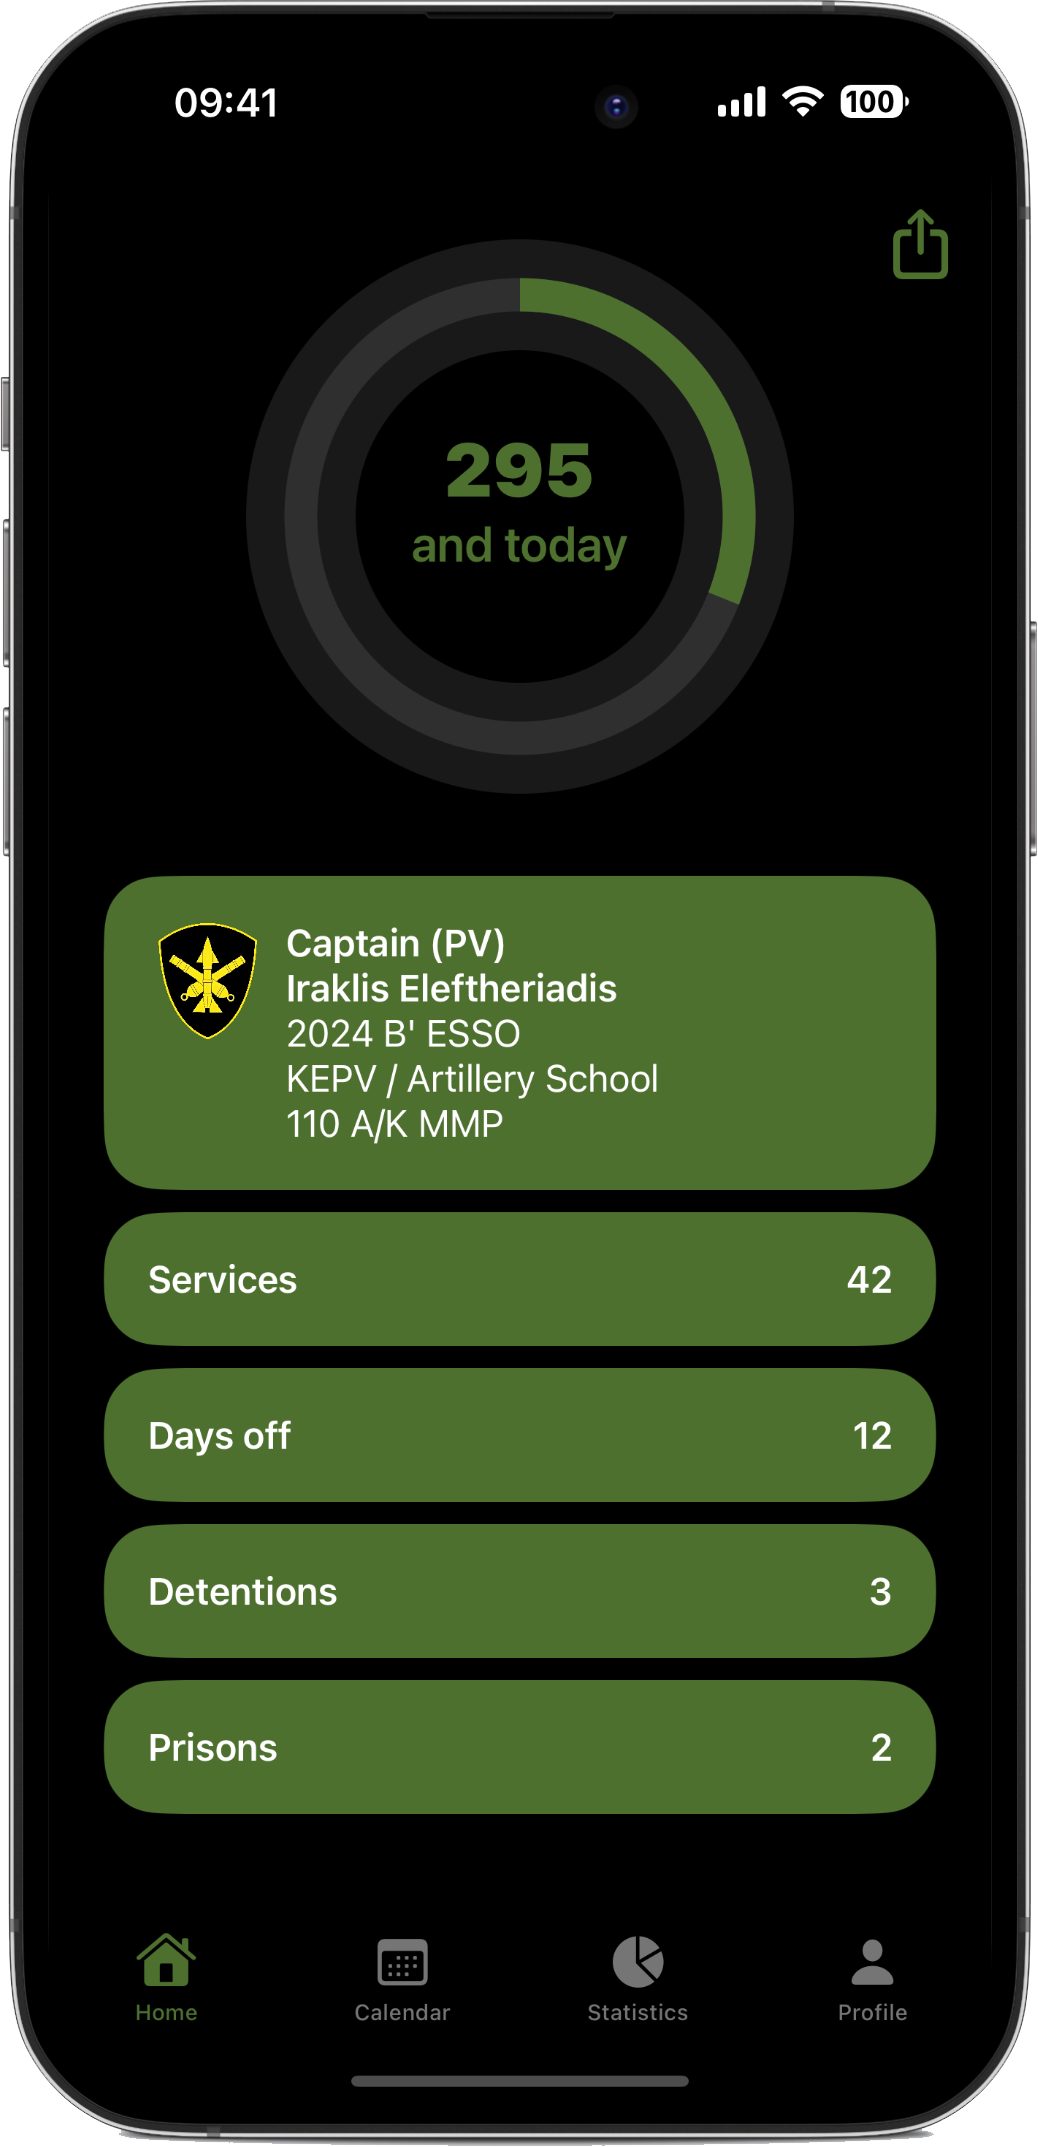 09:41
100
295
and today
Captain (PV)
Iraklis Eleftheriadis
2024 B' ESSO
KEPV / Artillery School
110 A/K MMP
Services 42
Days off 12
Detentions 3
Prisons 2
Home Calendar Statistics Profile